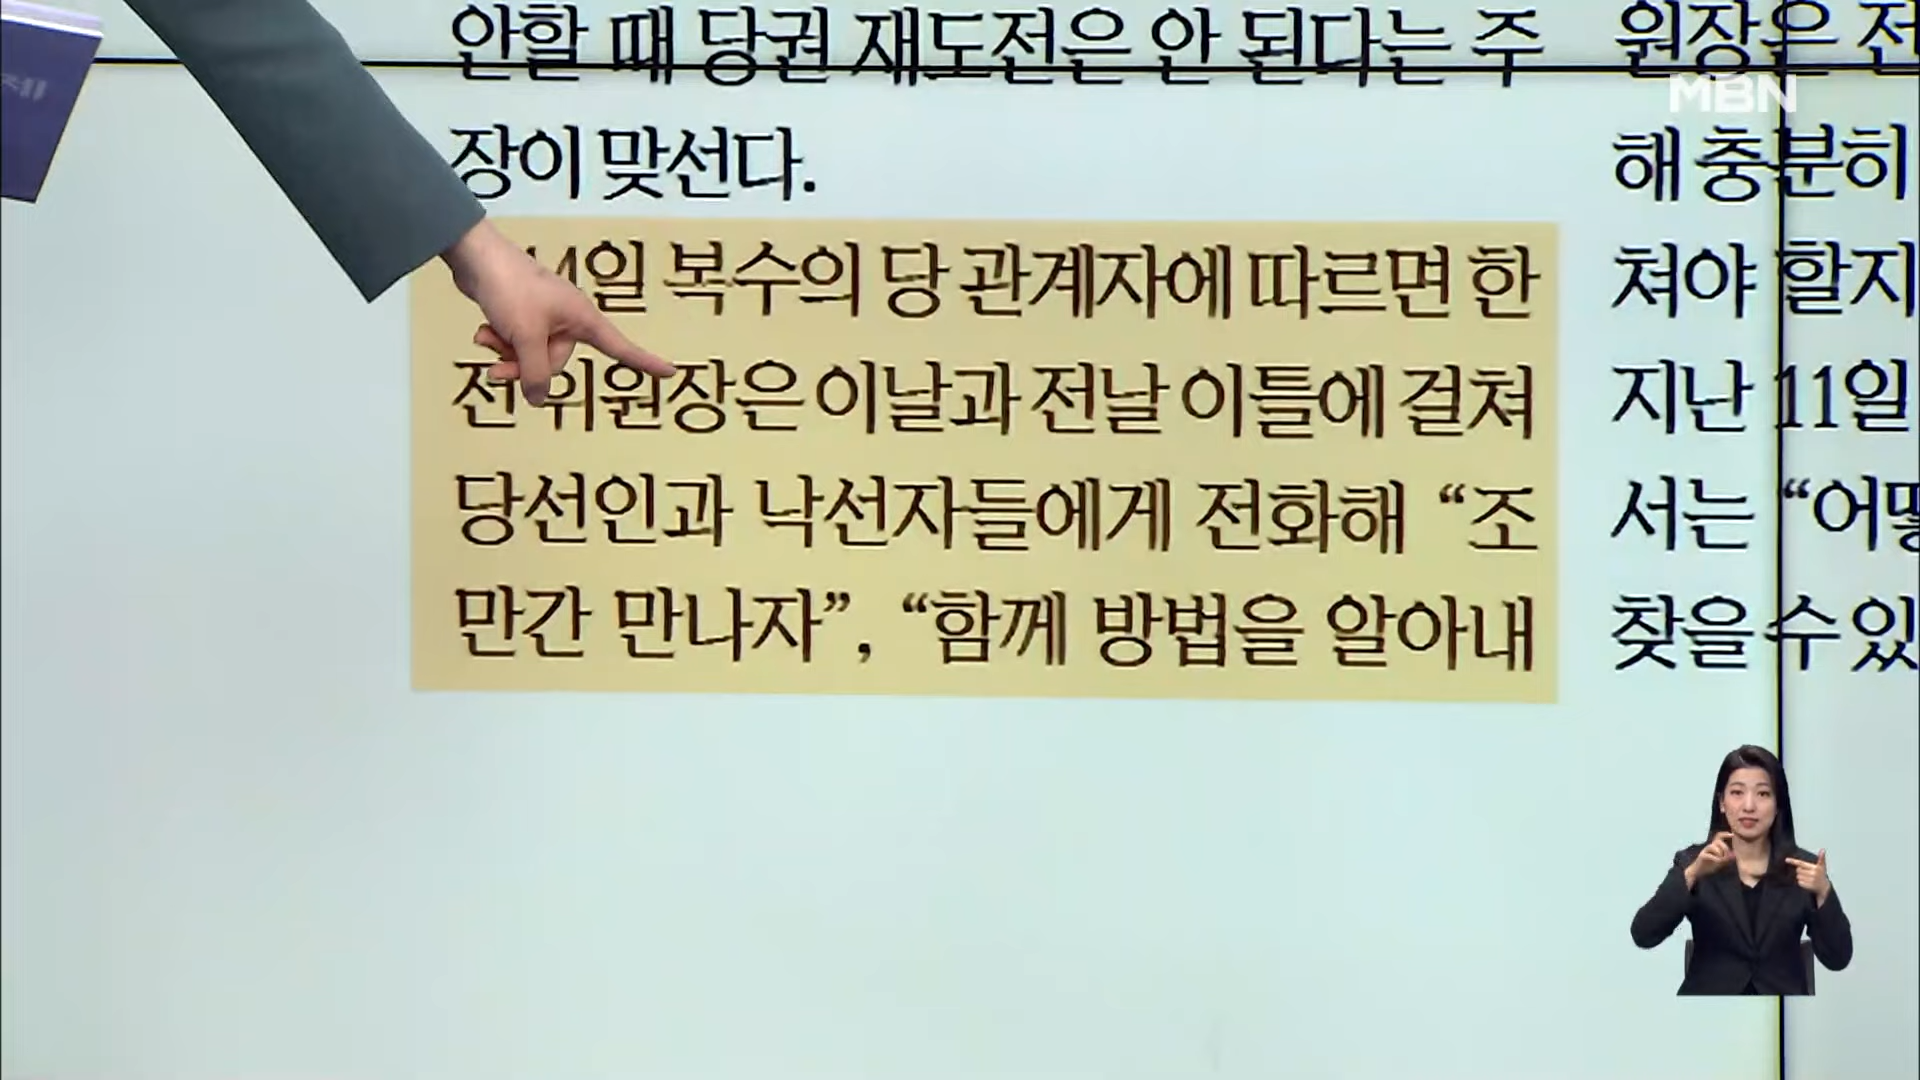 안할 때 당권 재도전은 안 된다는 주
장이 맞선다.
14일 복수의 당 관계자에 따르면 한
전 위원장은 이날과 전날 이틀에 걸쳐
당선인과 낙선자들에게 전화해 “조
만간 만나자”, “함께 방법을 알아내
원장은 전
해 충분히
쳐야 할지
지난 11일
서는 “어떻
찾을 수 있
MBN